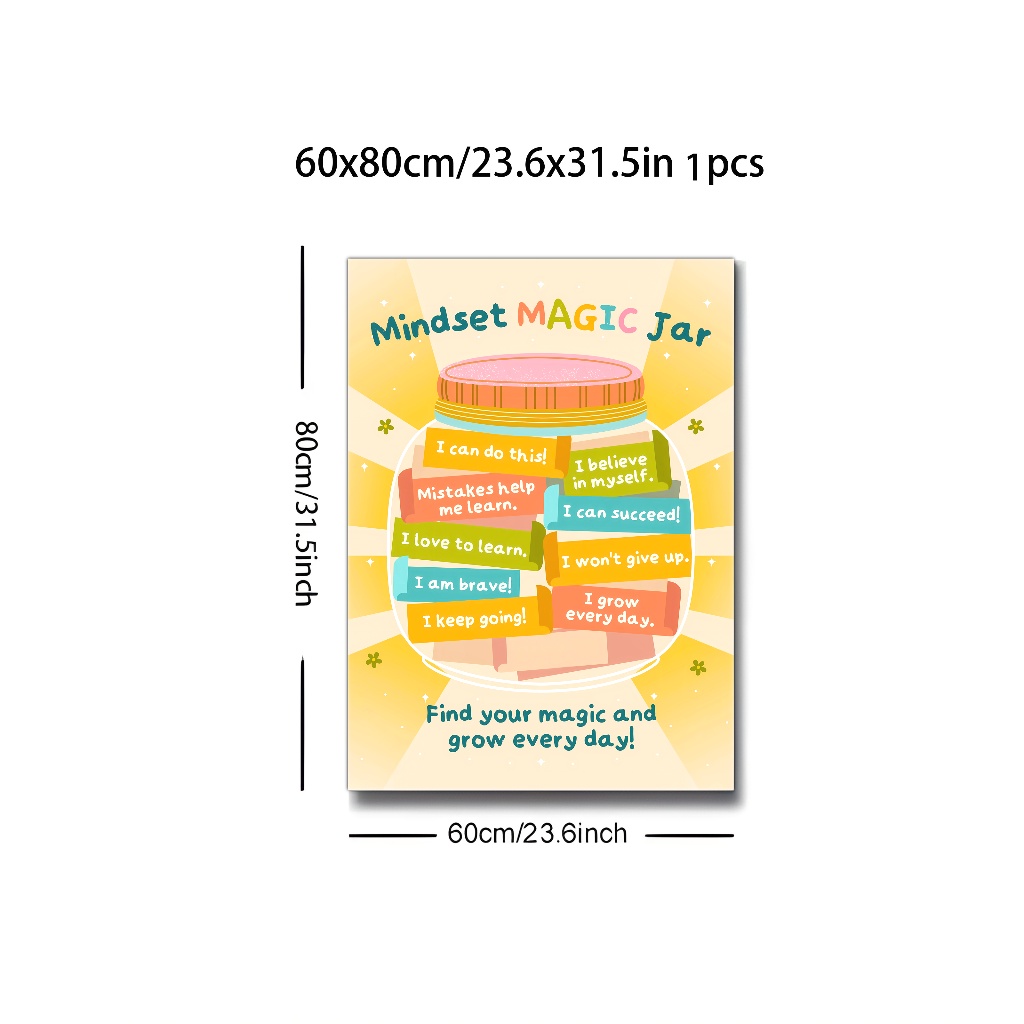 60x80cm/23.6x31.5in 1pcs
Mindset MAGIC Jar
I can do this!
I believe
in myself.
Mistakes help
me learn.
I can succeed!
I love to learn.
I won't give up.
I am brave!
I grow
every day.
I keep going!
Find your magic and
grow every day!
80cm/31.5inch
60cm/23.6inch